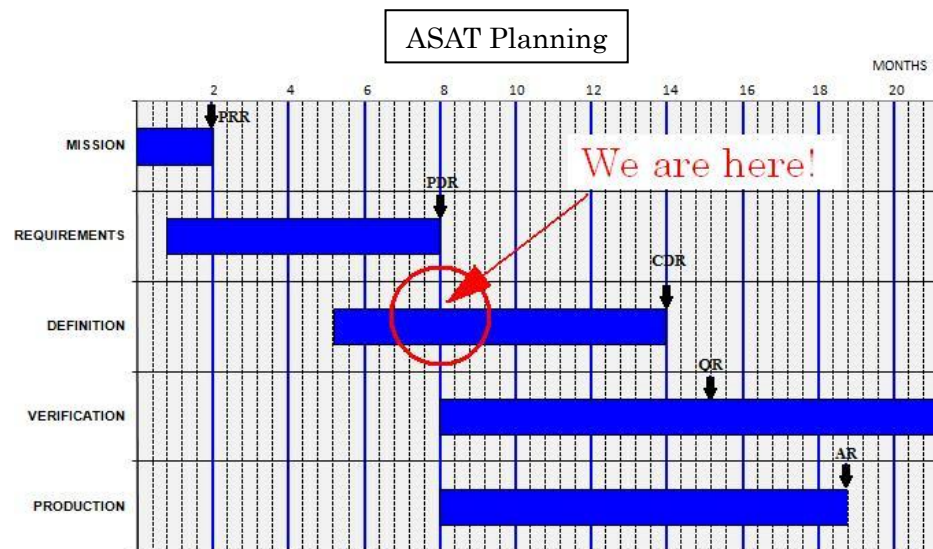 ASAT Planning
MONTHS
2 4 6 8 10 12 14 16 18 20
PRR
MISSION
We are here!
PDR
REQUIREMENTS
CDR
DEFINITION
QR
VERIFICATION
AR
PRODUCTION